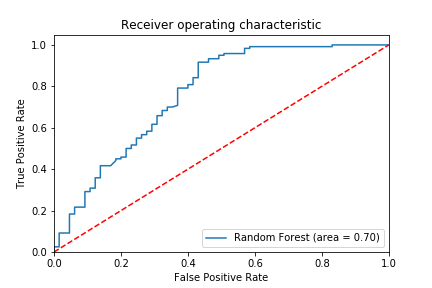 Receiver operating characteristic
True Positive Rate
1.0
0.8
0.6
0.4
0.2
0.0
Random Forest (area = 0.70)
0.0 0.2 0.4 0.6 0.8 1.0
False Positive Rate